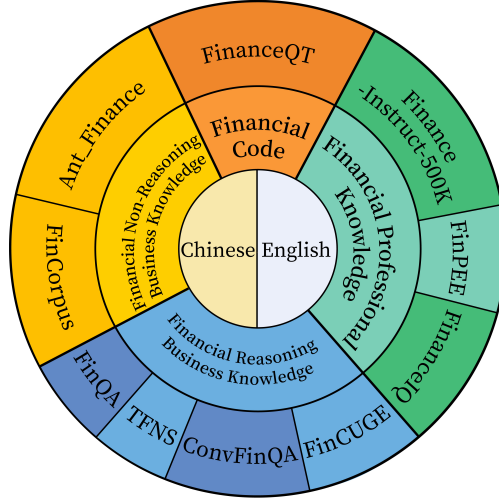 FinanceQT
Financial
Code
Finance
-Instruct-500K
FinPEE
FinanceIQ
Financial Professional
Knowledge
FinCUGE
ConvFinQA
TFNS
FinQA
Financial Reasoning
Business Knowledge
FinCorpus
Ant_Finance
Financial Non-Reasoning
Business Knowledge
Chinese
English